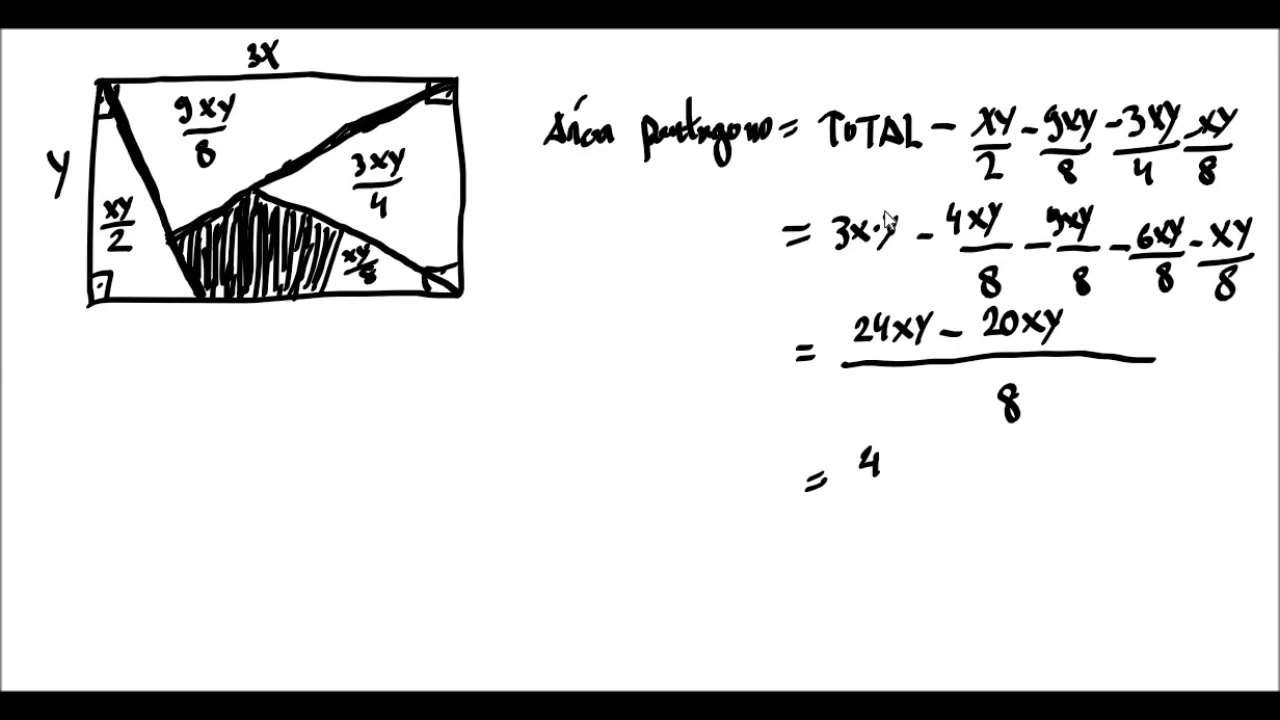 3X
9xy/8
3xy/4
y
xy/2
xy/8
Área pentagono = TOTAL - xy/2 - 9xy/8 - 3xy/4 - xy/8
= 3x·y - 4xy/8 - 9xy/8 - 6xy/8 - xy/8
= 24xy - 20xy / 8
= 4